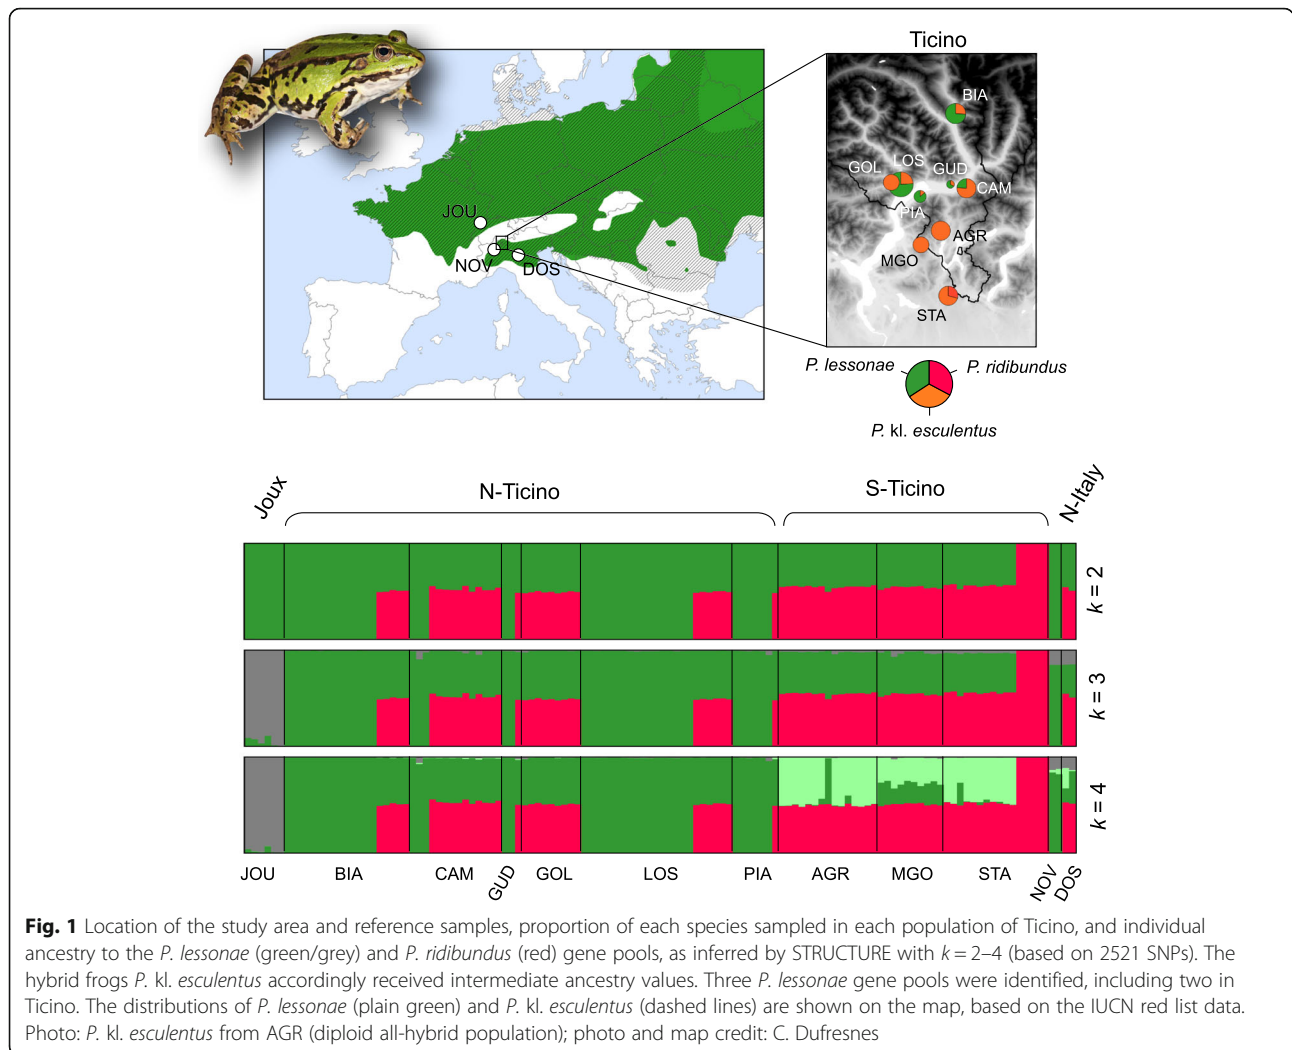 Ticino
BIA
GOL LOS GUD
CAM
PIA
AGR
MGO
STA
JOU
NOV DOS
P. lessonae P. ridibundus
P. kl. esculentus
Joux N-Ticino S-Ticino N-Italy
k = 2
k = 3
k = 4
JOU BIA CAM GUD GOL LOS PIA AGR MGO STA NOV DOS
Fig. 1 Location of the study area and reference samples, proportion of each species sampled in each population of Ticino, and individual
ancestry to the P. lessonae (green/grey) and P. ridibundus (red) gene pools, as inferred by STRUCTURE with k = 2–4 (based on 2521 SNPs). The
hybrid frogs P. kl. esculentus accordingly received intermediate ancestry values. Three P. lessonae gene pools were identified, including two in
Ticino. The distributions of P. lessonae (plain green) and P. kl. esculentus (dashed lines) are shown on the map, based on the IUCN red list data.
Photo: P. kl. esculentus from AGR (diploid all-hybrid population); photo and map credit: C. Dufresnes